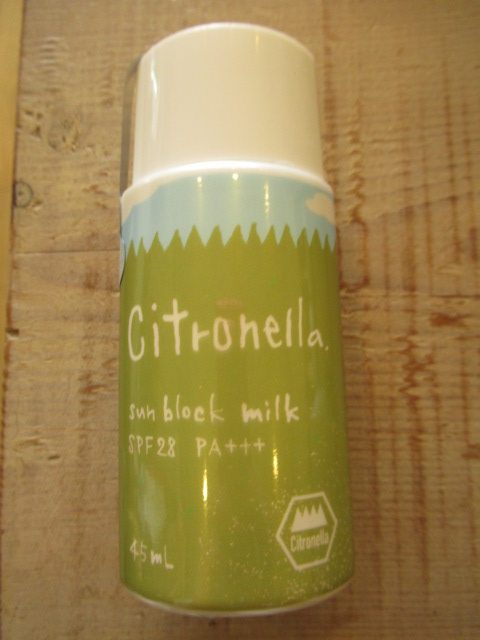 Citronella.
sun block milk
SPF28 PA+++
45mL
Citronella